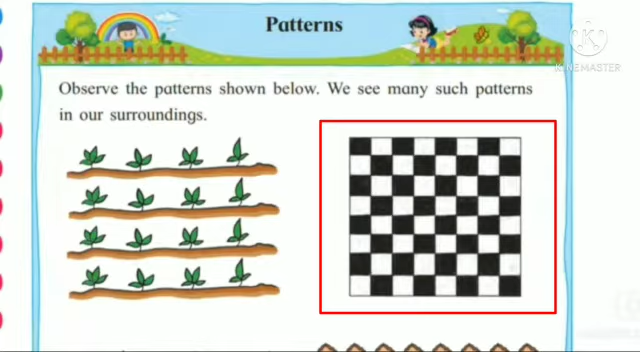 Patterns
KINEMASTER
Observe the patterns shown below. We see many such patterns
in our surroundings.